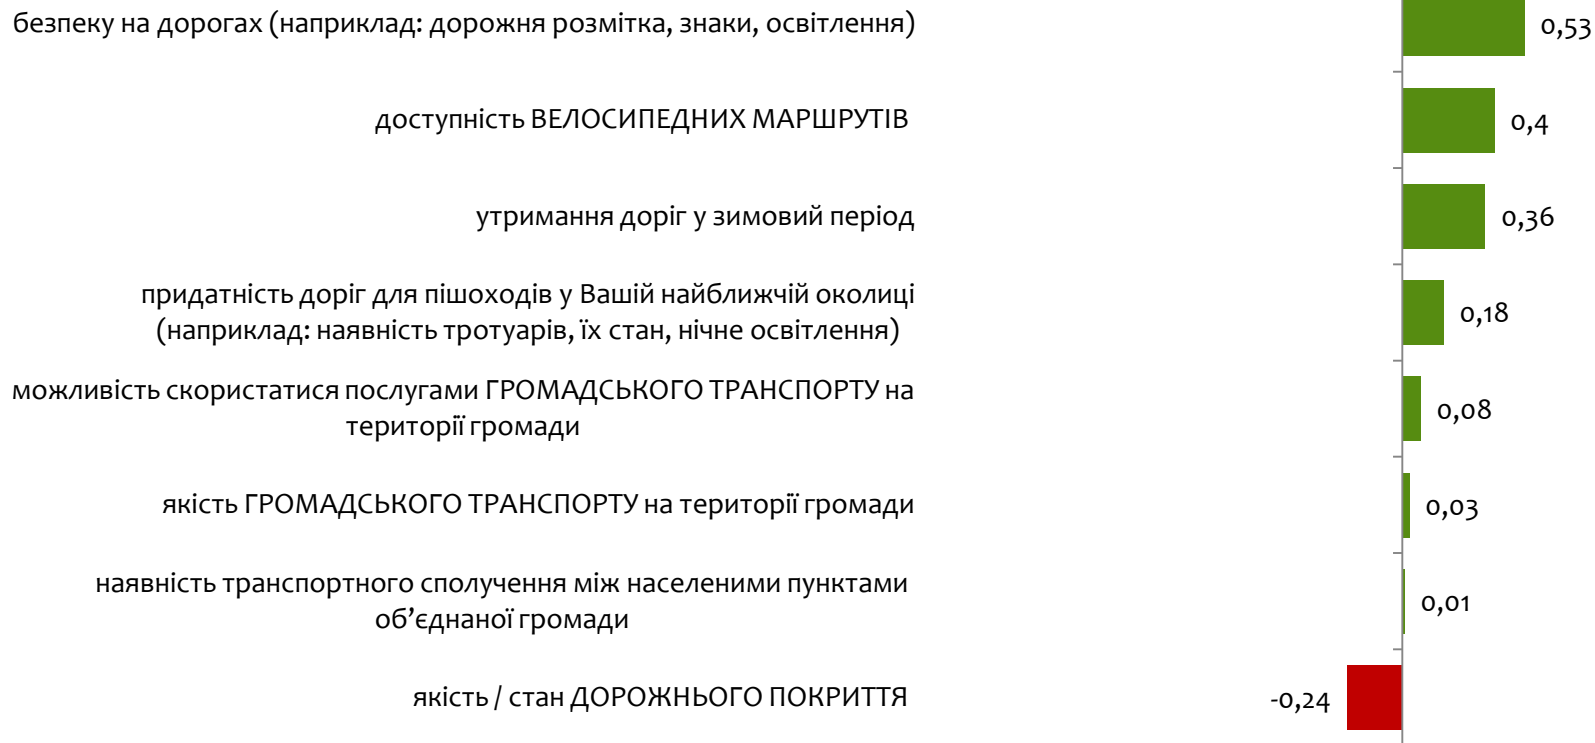 безпеку на дорогах (наприклад: дорожня розмітка, знаки, освітлення)
0,53
доступність ВЕЛОСИПЕДНИХ МАРШРУТІВ
0,4
утримання доріг у зимовий період
0,36
придатність доріг для пішоходів у Вашій найближчій околиці
(наприклад: наявність тротуарів, їх стан, нічне освітлення)
0,18
можливість скористатися послугами ГРОМАДСЬКОГО ТРАНСПОРТУ на
території громади
0,08
якість ГРОМАДСЬКОГО ТРАНСПОРТУ на території громади
0,03
наявність транспортного сполучення між населеними пунктами
об’єднаної громади
0,01
якість / стан ДОРОЖНЬОГО ПОКРИТТЯ
-0,24